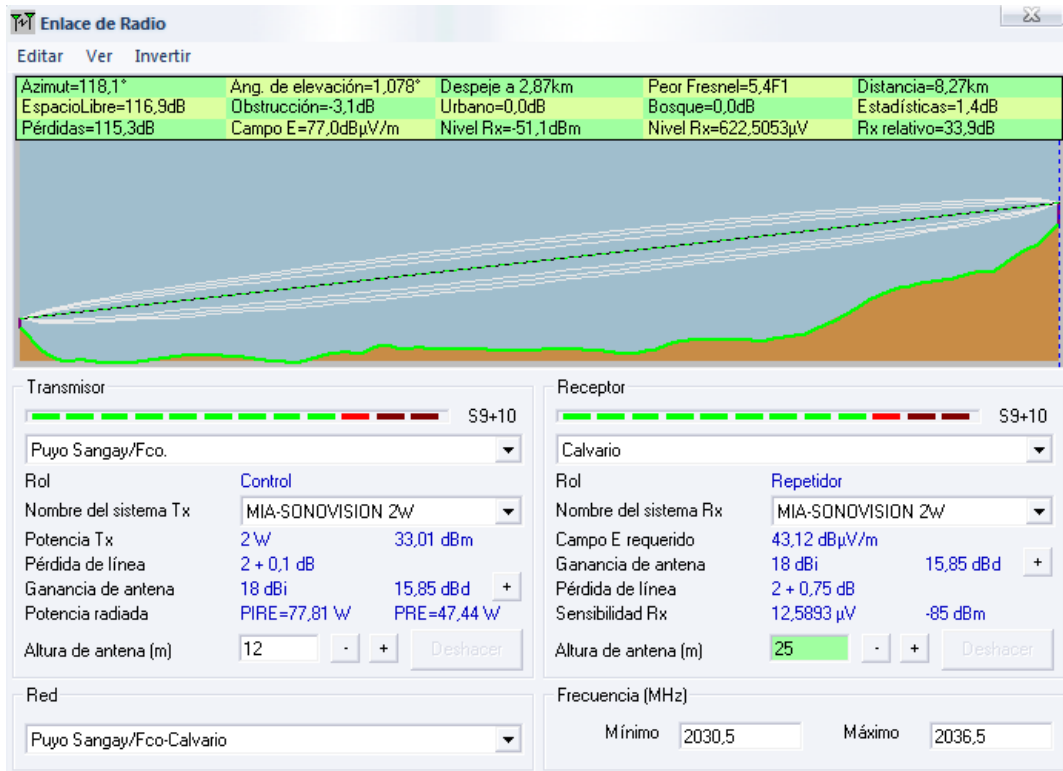 Enlace de Radio
Editar Ver Invertir
Azimut=118,1° Ang. de elevación=1,078° Despeje a 2,87km Peor Fresnel=5,4F1 Distancia=8,27km
EspacioLibre=116,9dB Obstrucción=-3,1dB Urbano=0,0dB Bosque=0,0dB Estadísticas=1,4dB
Pérdidas=115,3dB Campo E=77,0dBµV/m Nivel Rx=-51,1dBm Nivel Rx=622,5053µV Rx relativo=33,9dB
Transmisor
S9+10
Puyo Sangay/Fco.
Rol Control
Nombre del sistema Tx MIA-SONOVISION 2W
Potencia Tx 2 W 33,01 dBm
Pérdida de línea 2 + 0,1 dB
Ganancia de antena 18 dBi 15,85 dBd +
Potencia radiada PIRE=77,81 W PRE=47,44 W
Altura de antena (m) 12 - + Deshacer
Red
Puyo Sangay/Fco-Calvario
Receptor
S9+10
Calvario
Rol Repetidor
Nombre del sistema Rx MIA-SONOVISION 2W
Campo E requerido 43,12 dBµV/m
Ganancia de antena 18 dBi 15,85 dBd +
Pérdida de línea 2 + 0,75 dB
Sensibilidad Rx 12,5893 µV -85 dBm
Altura de antena (m) 25 - + Deshacer
Frecuencia (MHz)
Mínimo 2030,5 Máximo 2036,5